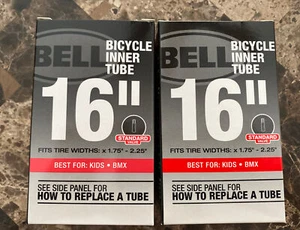 BELL
BICYCLE
INNER
TUBE
16"
STANDARD
VALVE
FITS TIRE WIDTHS: x 1.75" - 2.25"
BEST FOR: KIDS • BMX
SEE SIDE PANEL FOR
HOW TO REPLACE A TUBE
BELL
BICYCLE
INNER
TUBE
16"
STANDARD
VALVE
FITS TIRE WIDTHS: x 1.75" - 2.25"
BEST FOR: KIDS • BMX
SEE SIDE PANEL FOR
HOW TO REPLACE A TUBE